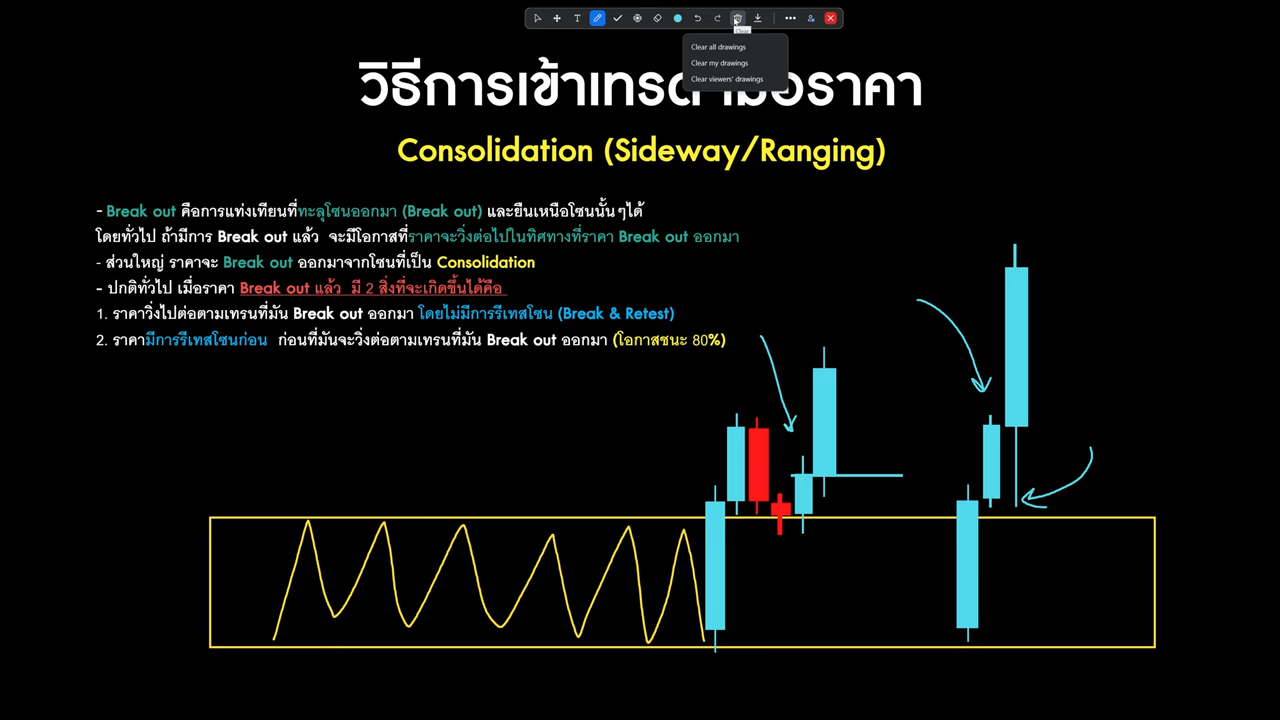 Clear
Clear all drawings
Clear my drawings
Clear viewers' drawings
วิธีการเข้าเทรด เมื่อราคา
Consolidation (Sideway/Ranging)
- Break out คือการแท่งเทียนที่ทะลุโซนออกมา (Break out) และยืนเหนือโซนนั้นๆได้
โดยทั่วไป ถ้ามีการ Break out แล้ว จะมีโอกาสที่ราคาจะวิ่งต่อไปในทิศทางที่ราคา Break out ออกมา
- ส่วนใหญ่ ราคาจะ Break out ออกมาจากโซนที่เป็น Consolidation
- ปกติทั่วไป เมื่อราคา Break out แล้ว มี 2 สิ่งที่จะเกิดขึ้นได้คือ
1. ราคาวิ่งไปต่อตามเทรนที่มัน Break out ออกมา โดยไม่มีการรีเทสโซน (Break & Retest)
2. ราคามีการรีเทสโซนก่อน ก่อนที่มันจะวิ่งต่อตามเทรนที่มัน Break out ออกมา (โอกาสชนะ 80%)